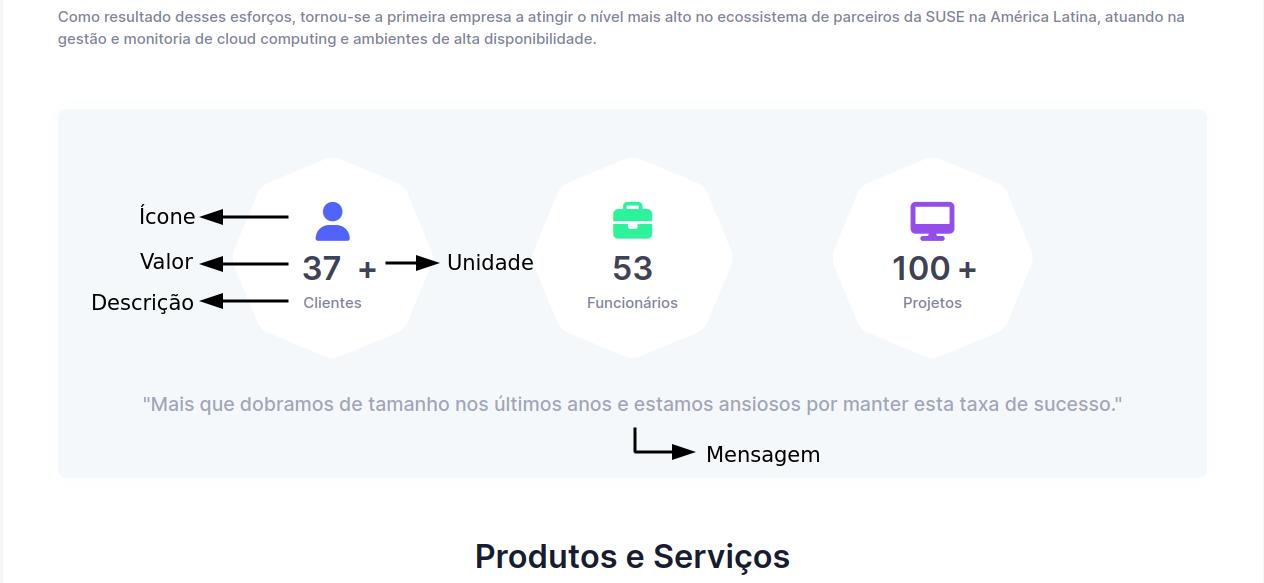 Como resultado desses esforços, tornou-se a primeira empresa a atingir o nível mais alto no ecossistema de parceiros da SUSE na América Latina, atuando na
gestão e monitoria de cloud computing e ambientes de alta disponibilidade.
Ícone
Valor
37 +
Unidade
Descrição
Clientes
53
Funcionários
100 +
Projetos
"Mais que dobramos de tamanho nos últimos anos e estamos ansiosos por manter esta taxa de sucesso."
Mensagem
Produtos e Serviços